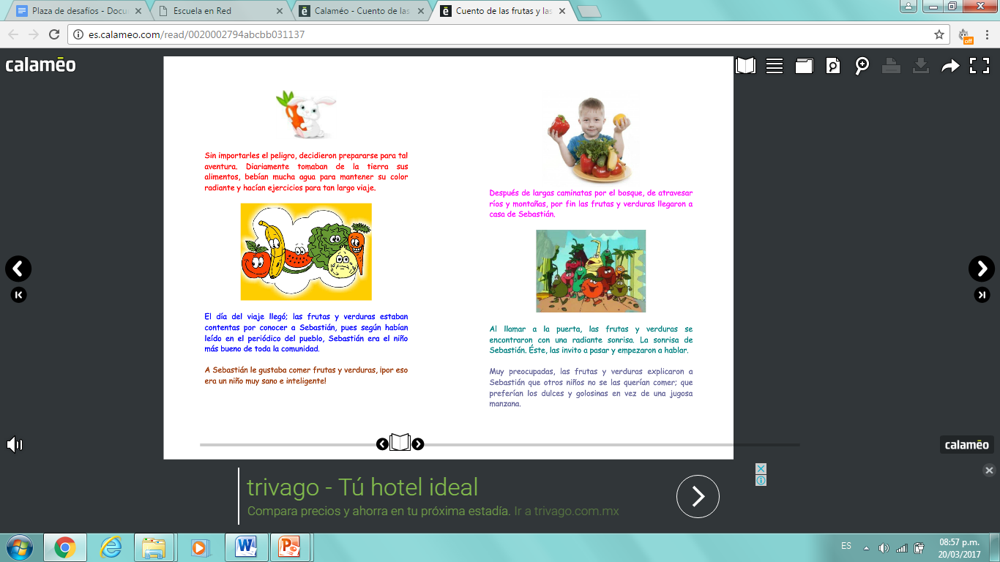 Plaza de desafíos - Docu
Escuela en Red
Calaméo - Cuento de las
Cuento de las frutas y las
es.calameo.com/read/0020002794abcbb031137
off
calamēo
Sin importarles el peligro, decidieron prepararse para tal
aventura. Diariamente tomaban de la tierra sus
alimentos, bebían mucha agua para mantener su color
radiante y hacían ejercicios para tan largo viaje.
El día del viaje llegó; las frutas y verduras estaban
contentas por conocer a Sebastián, pues según habían
leído en el periódico del pueblo, Sebastián era el niño
más bueno de toda la comunidad.
A Sebastián le gustaba comer frutas y verduras, ¡por eso
era un niño muy sano e inteligente!
Después de largas caminatas por el bosque, de atravesar
ríos y montañas, por fin las frutas y verduras llegaron a
casa de Sebastián.
Al llamar a la puerta, las frutas y verduras se
encontraron con una radiante sonrisa. La sonrisa de
Sebastián. Éste, las invito a pasar y empezaron a hablar.
Muy preocupadas, las frutas y verduras explicaron a
Sebastián que otros niños no se las querían comer; que
preferían los dulces y golosinas en vez de una jugosa
manzana.
calamēo
trivago - Tú hotel ideal
Compara precios y ahorra en tu próxima estadía. Ir a trivago.com.mx
ES
08:57 p.m.
20/03/2017